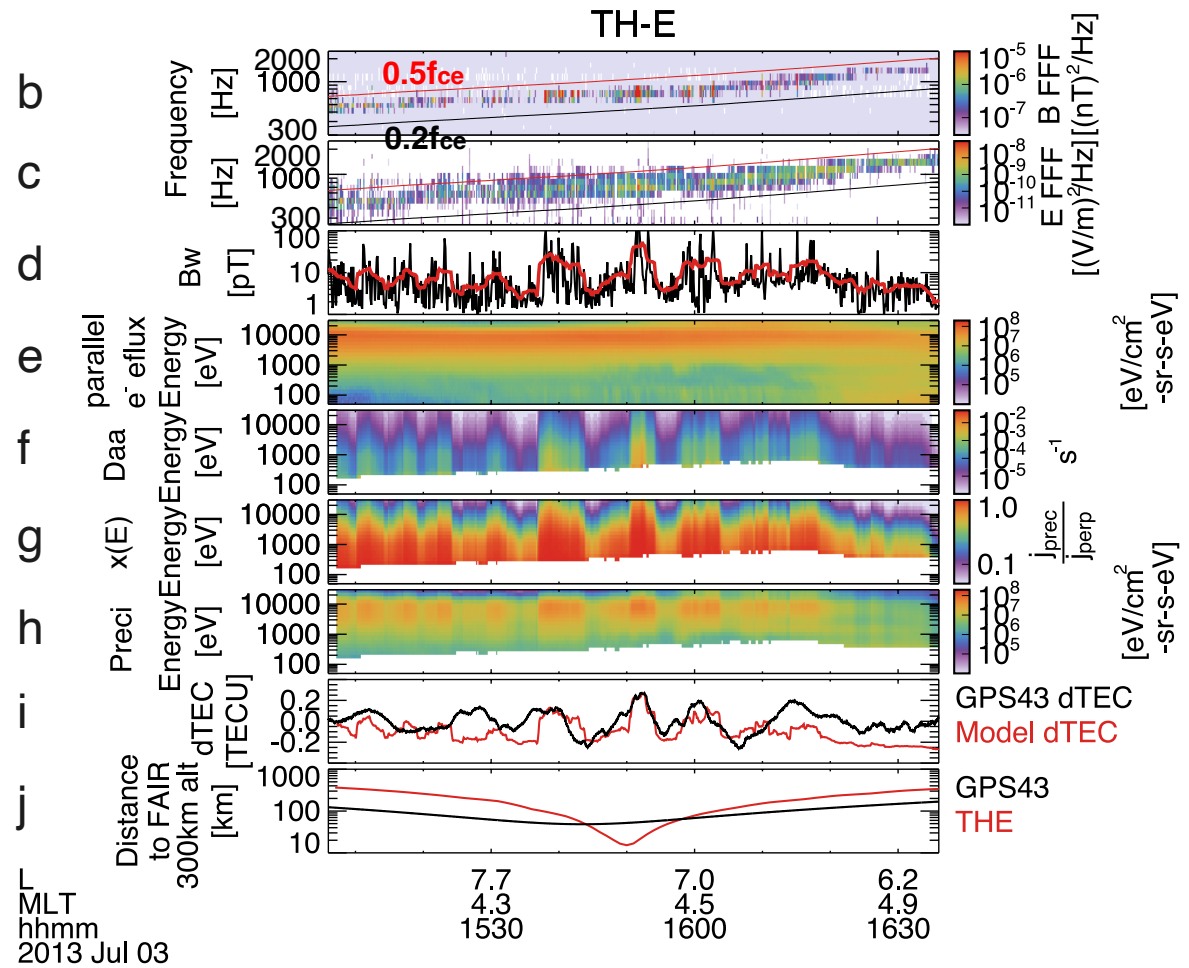 TH-E
b
Frequency
[Hz]
2000
1000
300
0.5fce
0.2fce
10-5
10-6
10-7
B FFF
[(nT)2/Hz]
c
[Hz]
2000
1000
300
10-8
10-9
10-10
10-11
E FFF
[(V/m)2/Hz]
d
Bw
[pT]
100
10
1
e
parallel
e- eflux
Energy
[eV]
10000
1000
100
108
107
106
105
[eV/cm2
-sr-s-eV]
f
Daa
Energy
[eV]
10000
1000
100
10-2
10-3
10-4
10-5
s-1
g
x(E)
Energy
[eV]
10000
1000
100
1.0
0.1
jprec
jperp
h
Preci
Energy
[eV]
10000
1000
100
108
107
106
105
[eV/cm2
-sr-s-eV]
i
dTEC
[TECU]
0.2
0.0
-0.2
GPS43 dTEC
Model dTEC
j
Distance
to FAIR
300km alt
[km]
1000
100
10
GPS43
THE
L 7.7 7.0 6.2
MLT 4.3 4.5 4.9
hhmm 1530 1600 1630
2013 Jul 03